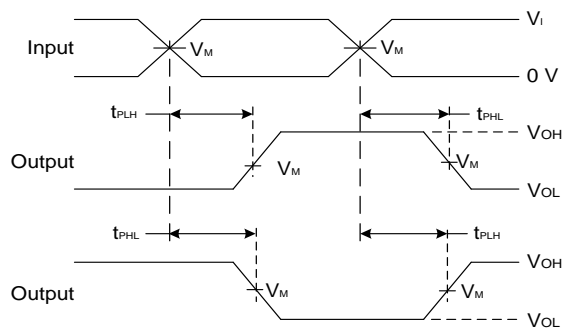 VI
Input VM VM
0 V
tPLH tPHL
VOH
Output VM VM
VOL
tPHL tPLH
VOH
Output VM VM
VOL